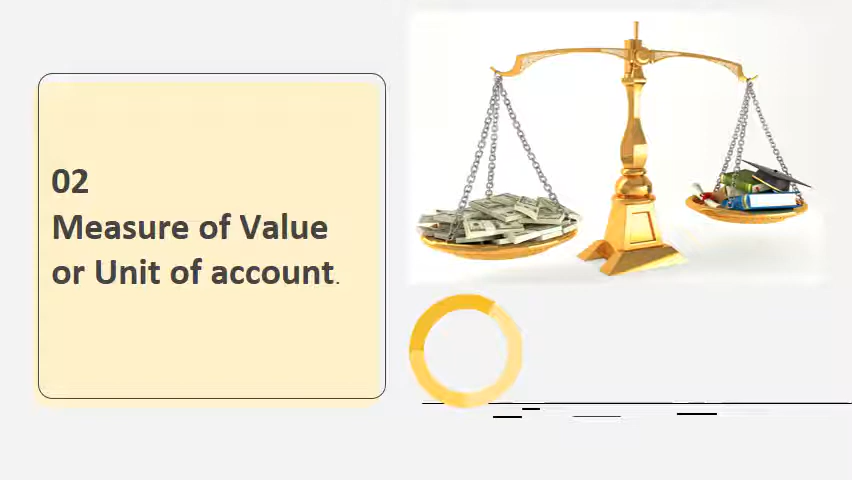 02
Measure of Value
or Unit of account.